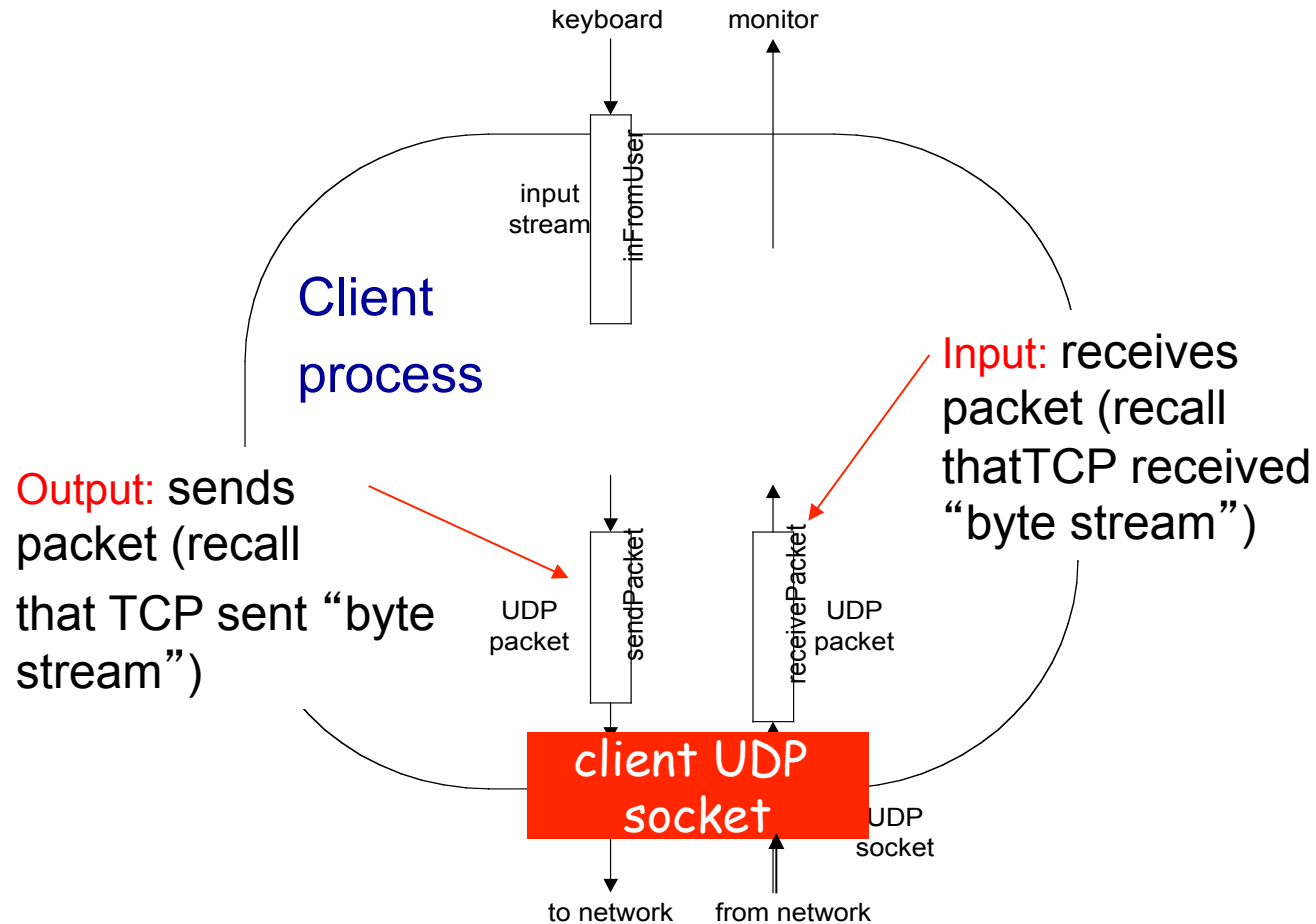 keyboard
monitor
inFromUser
input
stream
Client
process
Input: receives
packet (recall
thatTCP received
“byte stream”)
Output: sends
packet (recall
that TCP sent “byte
stream”)
UDP
packet
sendPacket
receivePacket
UDP
packet
client UDP
socket
UDP
socket
to network
from network